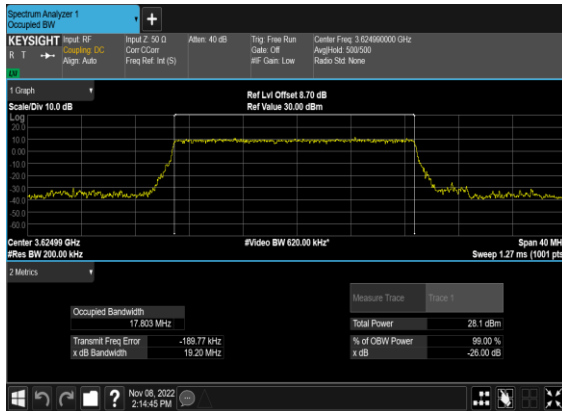 Spectrum Analyzer 1
Occupied BW
+
KEYSIGHT
R T
LXI
Input: RF
Coupling: DC
Align: Auto
Input Z: 50 Ω
Corr CCorr
Freq Ref: Int (S)
Atten: 40 dB
Trig: Free Run
Gate: Off
#IF Gain: Low
Center Freq: 3.624990000 GHz
Avg|Hold: 500/500
Radio Std: None
1 Graph
Scale/Div 10.0 dB
Ref Lvl Offset 8.70 dB
Ref Value 30.00 dBm
Log
20.0
10.0
0.00
-10.0
-20.0
-30.0
-40.0
-50.0
-60.0
Center 3.62499 GHz
#Res BW 200.00 kHz
#Video BW 620.00 kHz*
Span 40 MH
Sweep 1.27 ms (1001 pts
2 Metrics
Measure Trace Trace 1
Occupied Bandwidth
17.803 MHz
Total Power 28.1 dBm
Transmit Freq Error -189.77 kHz
% of OBW Power 99.00 %
x dB Bandwidth 19.20 MHz
x dB -26.00 dB
?
Nov 08, 2022
2:14:45 PM